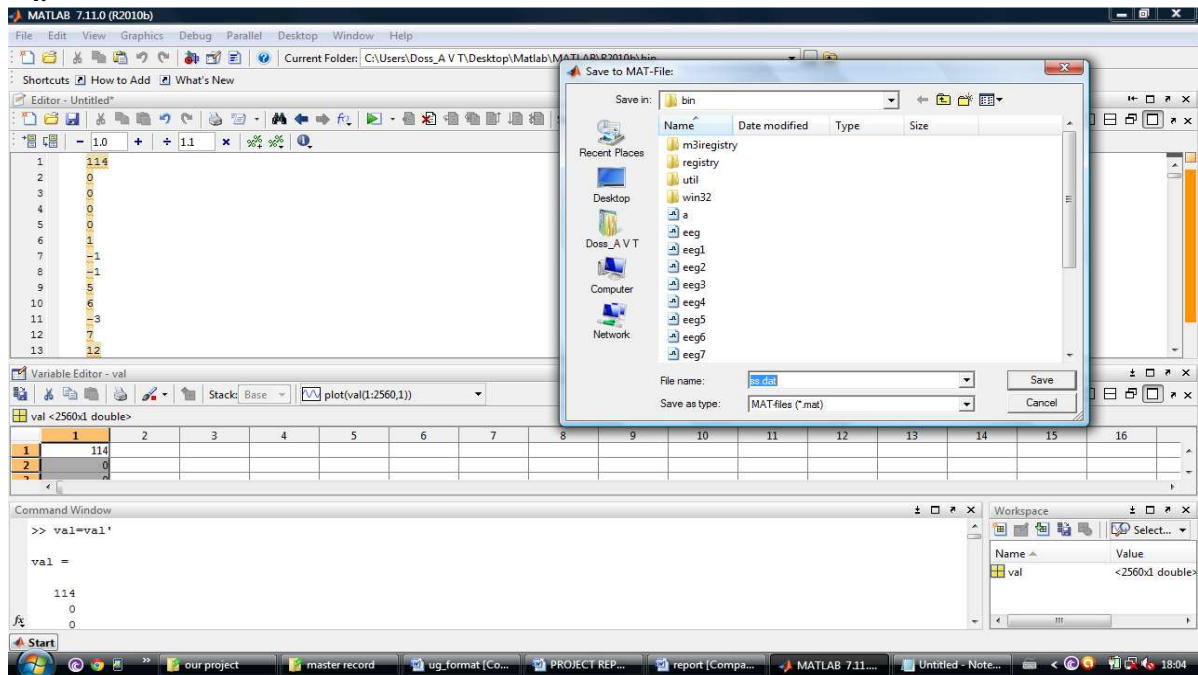 MATLAB 7.11.0 (R2010b)
File Edit View Graphics Debug Parallel Desktop Window Help
Current Folder: C:\Users\Doss_A V T\Desktop\Matlab\MATLAB\R2010b\bin
Shortcuts How to Add What's New
Editor - Untitled*
- 1.0 + ÷ 1.1 ×
1 114
2 0
3 0
4 0
5 0
6 1
7 -1
8 -1
9 5
10 6
11 -3
12 7
13 12
Save to MAT-File:
Save in: bin
Name Date modified Type Size
Recent Places
Desktop
Doss_A V T
Computer
Network
m3iregistry
registry
util
win32
a
eeg
eeg1
eeg2
eeg3
eeg4
eeg5
eeg6
eeg7
File name: ss.dat Save
Save as type: MAT-files (*.mat) Cancel
Variable Editor - val
Stack: Base plot(val(1:2560,1))
val <2560x1 double>
1 2 3 4 5 6 7 8 9 10 11 12 13 14 15 16
1 114
2 0
Command Window
>> val=val'
val =
114
0
0
fx
Workspace
Select...
Name Value
val <2560x1 double>
Start
our project master record ug_format [Co... PROJECT REP... report [Compa... MATLAB 7.11.... Untitled - Note... 18:04